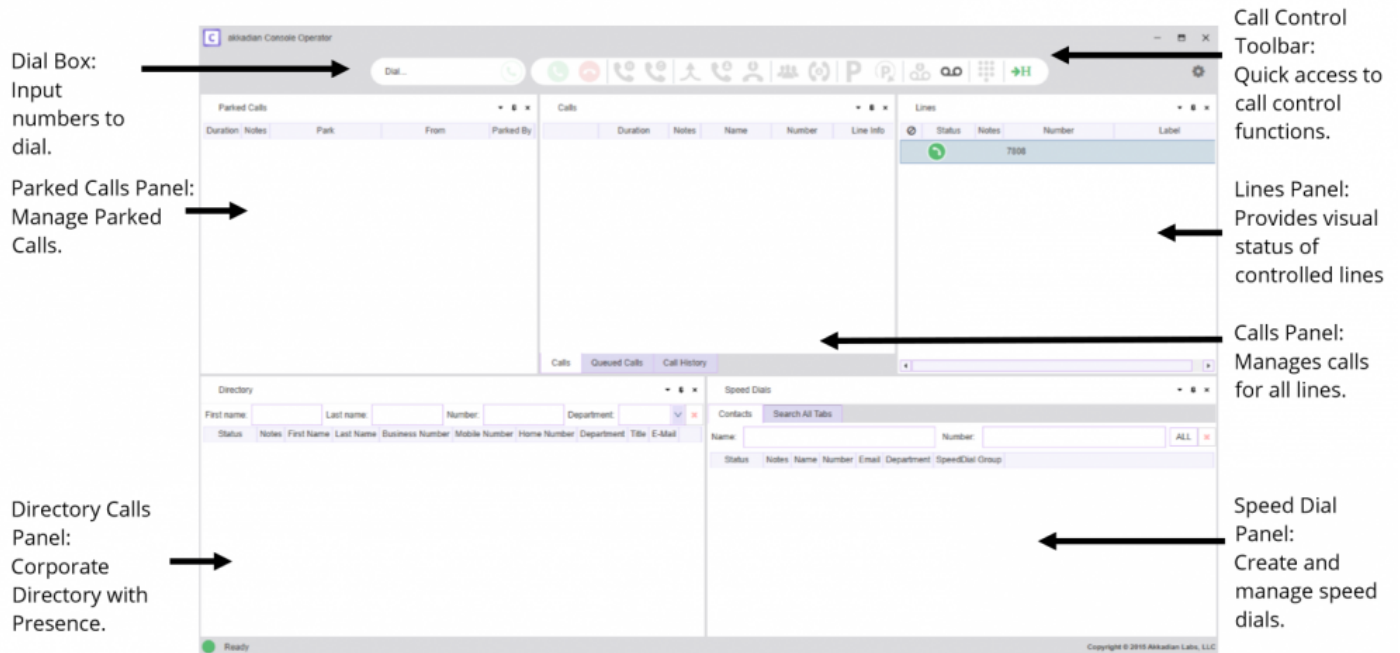 Dial Box:
Input
numbers to
dial.
Parked Calls Panel:
Manage Parked
Calls.
Directory Calls
Panel:
Corporate
Directory with
Presence.
C akkadian Console Operator
Dial...
P P →H
Parked Calls
Duration Notes Park From Parked By
Calls
Duration Notes Name Number Line Info
Calls Queued Calls Call History
Lines
Status Notes Number Label
7808
Directory
First name: Last name: Number: Department:
Status Notes First Name Last Name Business Number Mobile Number Home Number Department Title E-Mail
Speed Dials
Contacts Search All Tabs
Name: Number: ALL
Status Notes Name Number Email Department SpeedDial Group
Ready
Copyright © 2015 Akkadian Labs, LLC
Call Control
Toolbar:
Quick access to
call control
functions.
Lines Panel:
Provides visual
status of
controlled lines
Calls Panel:
Manages calls
for all lines.
Speed Dial
Panel:
Create and
manage speed
dials.